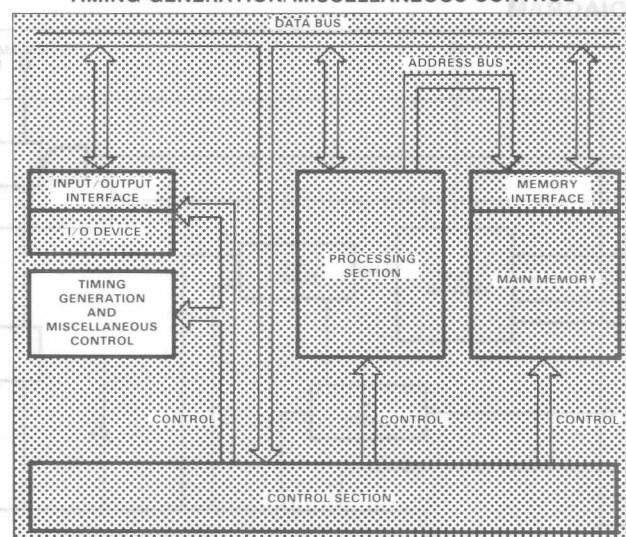 TIMING GENERATION/MISCELLANEOUS CONTROL
DATA BUS
ADDRESS BUS
INPUT/OUTPUT
INTERFACE
I/O DEVICE
TIMING
GENERATION
AND
MISCELLANEOUS
CONTROL
PROCESSING
SECTION
MEMORY
INTERFACE
MAIN MEMORY
CONTROL
CONTROL
CONTROL
CONTROL SECTION